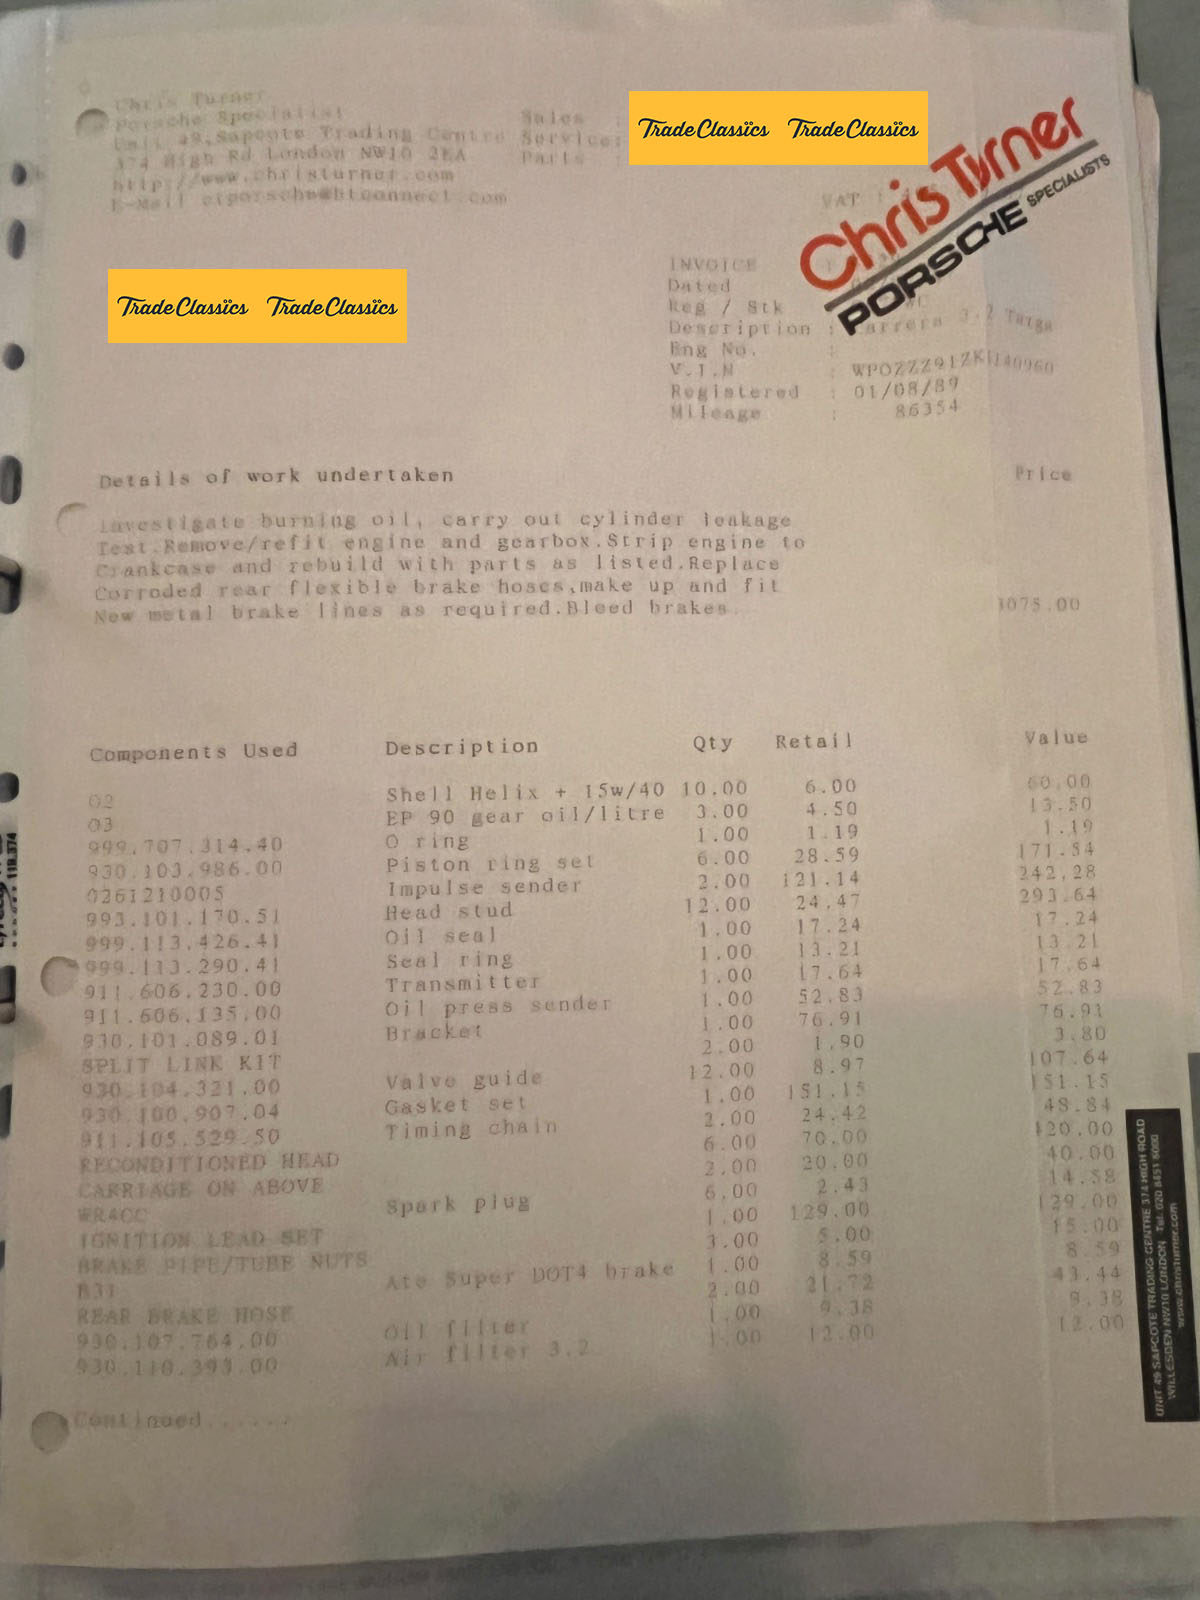 Chris Turner
Porsche Specialist
Unit 49, Sapcote Trading Centre
374 High Rd London NW10 2EA
http://www.christurner.com
E-Mail ctporsche@btconnect.com
Sales :
Service:
Parts :
TradeClassics TradeClassics
Chris Turner
PORSCHE SPECIALISTS
VAT
TradeClassics TradeClassics
INVOICE :
Dated
Reg / Stk
Description : Carrera 3.2 Targa
Eng No. :
V.I.N : WPOZZZ91ZKS140960
Registered : 01/08/89
Mileage : 86354
Details of work undertaken Price
Investigate burning oil, carry out cylinder leakage
Test.Remove/refit engine and gearbox.Strip engine to
Crankcase and rebuild with parts as listed.Replace
Corroded rear flexible brake hoses,make up and fit
New metal brake lines as required.Bleed brakes. 3075.00
Components Used Description Qty Retail Value
02 Shell Helix + 15w/40 10.00 6.00 60.00
03 EP 90 gear oil/litre 3.00 4.50 13.50
999.707.314.40 O ring 1.00 1.19 1.19
930.103.986.00 Piston ring set 6.00 28.59 171.54
0261210005 Impulse sender 2.00 121.14 242.28
993.101.170.51 Head stud 12.00 24.47 293.64
999.113.426.41 Oil seal 1.00 17.24 17.24
999.113.290.41 Seal ring 1.00 13.21 13.21
911.606.230.00 Transmitter 1.00 17.64 17.64
911.606.135.00 Oil press sender 1.00 52.83 52.83
930.101.089.01 Bracket 1.00 76.91 76.91
SPLIT LINK KIT 2.00 1.90 3.80
930.104.321.00 Valve guide 12.00 8.97 107.64
930.100.907.04 Gasket set 1.00 151.15 151.15
911.105.529.50 Timing chain 2.00 24.42 48.84
RECONDITIONED HEAD 6.00 70.00 420.00
CARRIAGE ON ABOVE 2.00 20.00 40.00
WR4CC Spark plug 6.00 2.43 14.58
IGNITION LEAD SET 1.00 129.00 129.00
BRAKE PIPE/TUBE NUTS 3.00 5.00 15.00
B31 Ate Super DOT4 brake 1.00 8.59 8.59
REAR BRAKE HOSE 2.00 21.72 43.44
930.107.764.00 Oil filter 1.00 9.38 9.38
930.110.393.00 Air filter 3.2 1.00 12.00 12.00
Continued......
UNIT 49 SAPCOTE TRADING CENTRE 374 HIGH ROAD
WILLESDEN NW10 LONDON Tel: 020 8451 6000
www.christurner.com